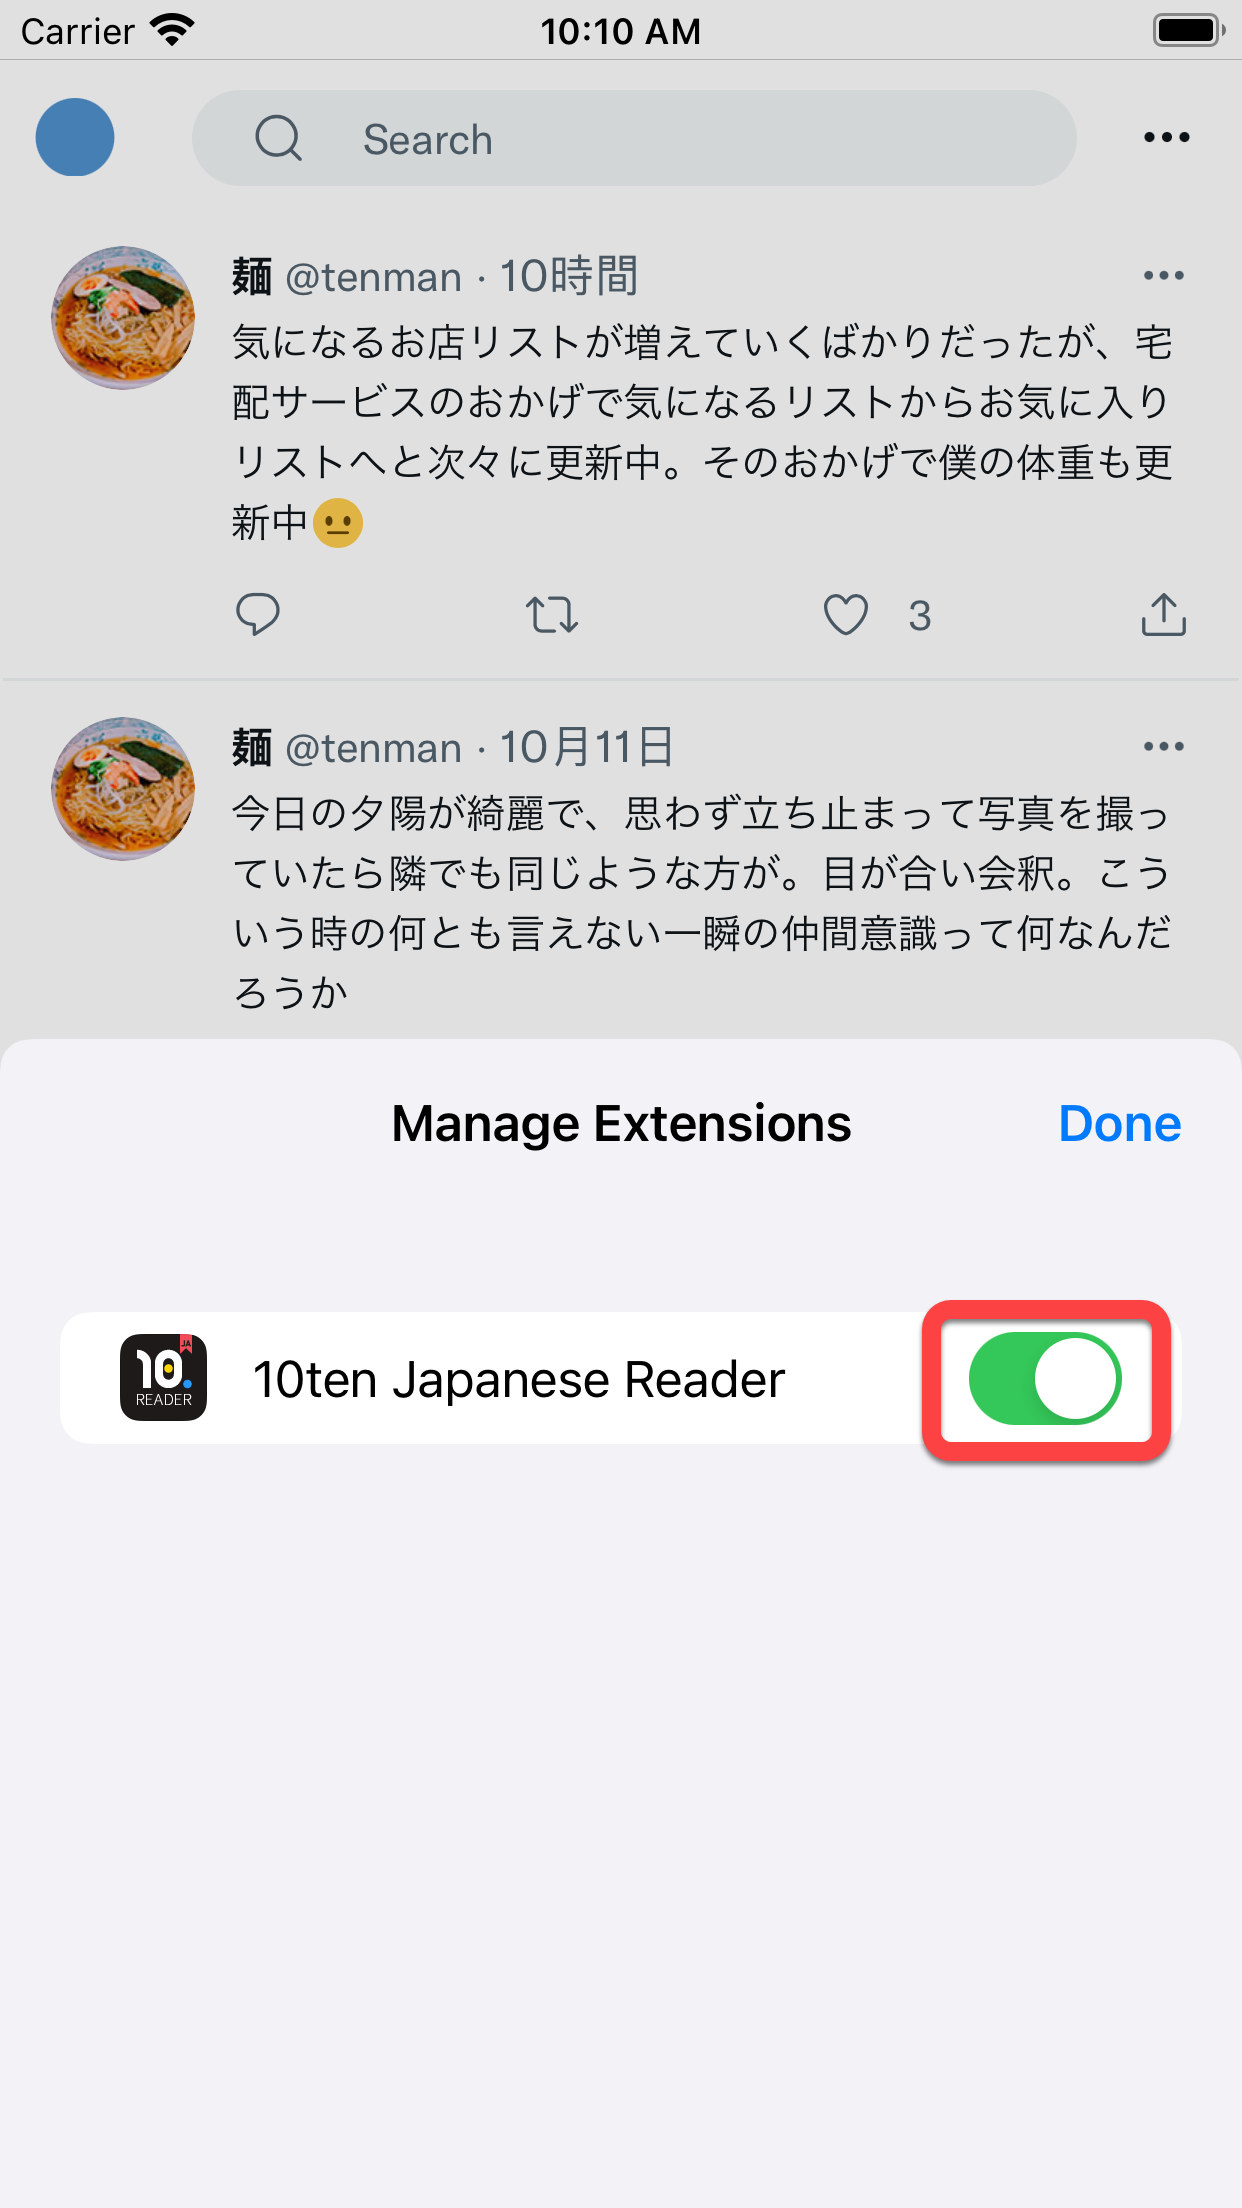 Carrier 10:10 AM
Search
麺 @tenman · 10時間
気になるお店リストが増えていくばかりだったが、宅
配サービスのおかげで気になるリストからお気に入り
リストへと次々に更新中。そのおかげで僕の体重も更
新中😐
3
麺 @tenman · 10月11日
今日の夕陽が綺麗で、思わず立ち止まって写真を撮っ
ていたら隣でも同じような方が。目が合い会釈。こう
いう時の何とも言えない一瞬の仲間意識って何なんだ
ろうか
Manage Extensions Done
JA
10
READER
10ten Japanese Reader